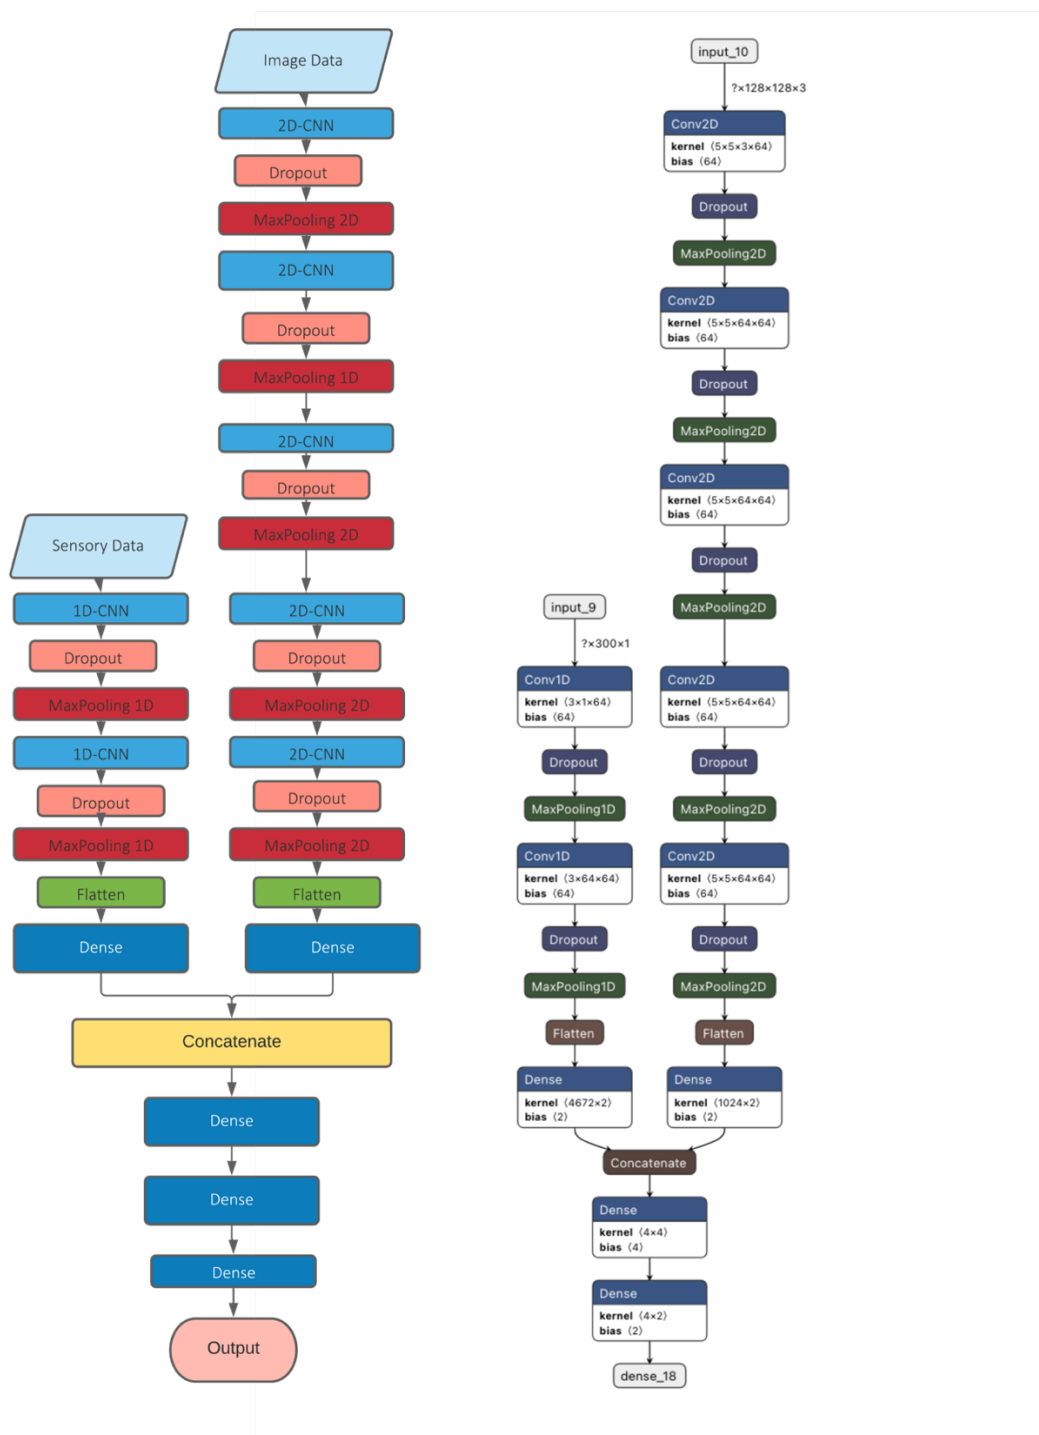 Image Data
2D-CNN
Dropout
MaxPooling 2D
2D-CNN
Dropout
MaxPooling 1D
2D-CNN
Dropout
MaxPooling 2D
2D-CNN
Dropout
MaxPooling 2D
2D-CNN
Dropout
MaxPooling 2D
Flatten
Dense
Sensory Data
1D-CNN
Dropout
MaxPooling 1D
1D-CNN
Dropout
MaxPooling 1D
Flatten
Dense
Concatenate
Dense
Dense
Dense
Output
input_10
?×128×128×3
Conv2D
kernel ⟨5×5×3×64⟩
bias ⟨64⟩
Dropout
MaxPooling2D
Conv2D
kernel ⟨5×5×64×64⟩
bias ⟨64⟩
Dropout
MaxPooling2D
Conv2D
kernel ⟨5×5×64×64⟩
bias ⟨64⟩
Dropout
MaxPooling2D
Conv2D
kernel ⟨5×5×64×64⟩
bias ⟨64⟩
Dropout
MaxPooling2D
Conv2D
kernel ⟨5×5×64×64⟩
bias ⟨64⟩
Dropout
MaxPooling2D
Flatten
Dense
kernel ⟨1024×2⟩
bias ⟨2⟩
input_9
?×300×1
Conv1D
kernel ⟨3×1×64⟩
bias ⟨64⟩
Dropout
MaxPooling1D
Conv1D
kernel ⟨3×64×64⟩
bias ⟨64⟩
Dropout
MaxPooling1D
Flatten
Dense
kernel ⟨4672×2⟩
bias ⟨2⟩
Concatenate
Dense
kernel ⟨4×4⟩
bias ⟨4⟩
Dense
kernel ⟨4×2⟩
bias ⟨2⟩
dense_18